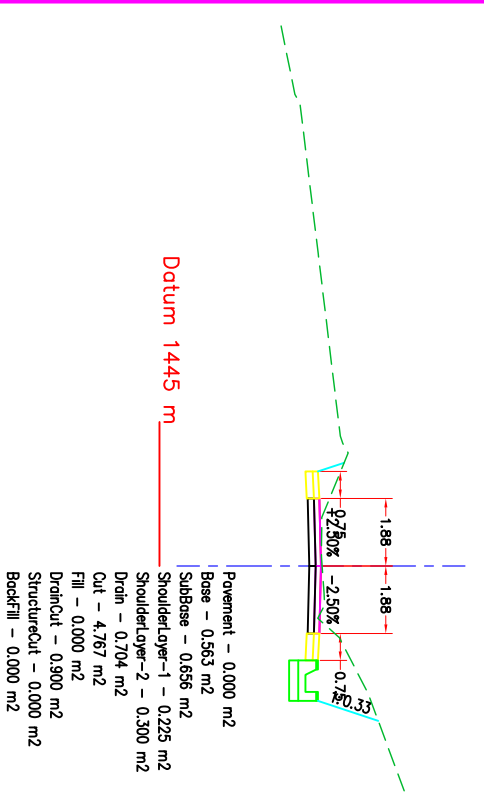 Datum 1445 m
1.88
1.88
0.75
+2.50%
-2.50%
0.75
Pavement - 0.000 m2
Base - 0.563 m2
SubBase - 0.656 m2
ShoulderLayer-1 - 0.225 m2
ShoulderLayer-2 - 0.300 m2
Drain - 0.704 m2
Cut - 4.767 m2
Fill - 0.000 m2
DrainCut - 0.900 m2
StructureCut - 0.000 m2
BackFill - 0.000 m2